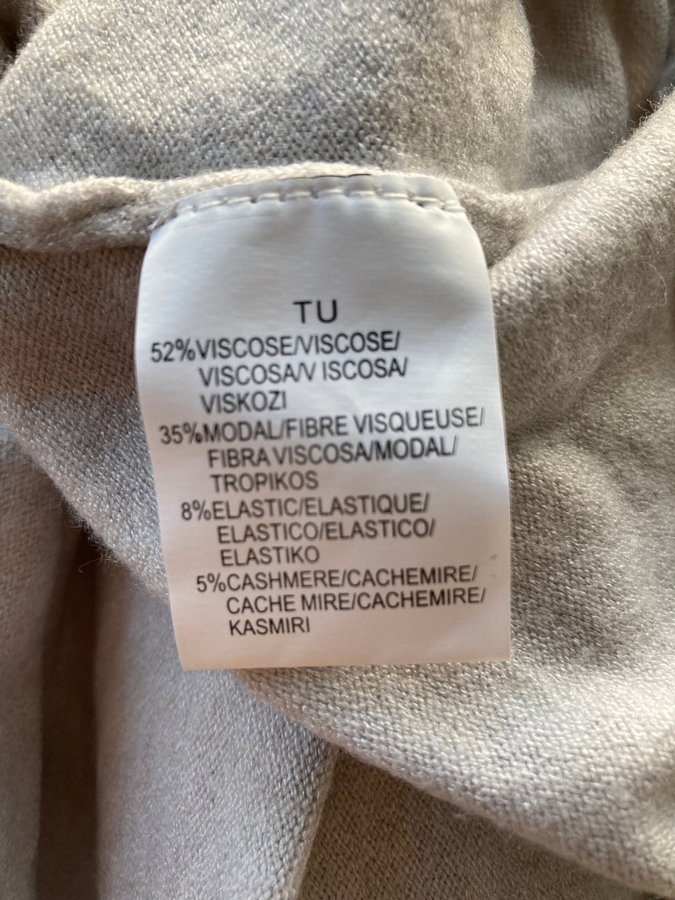 TU
52%VISCOSE/VISCOSE/
VISCOSA/V ISCOSA/
VISKOZI
35%MODAL/FIBRE VISQUEUSE/
FIBRA VISCOSA/MODAL/
TROPIKOS
8%ELASTIC/ELASTIQUE/
ELASTICO/ELASTICO/
ELASTIKO
5%CASHMERE/CACHEMIRE/
CACHE MIRE/CACHEMIRE/
KASMIRI